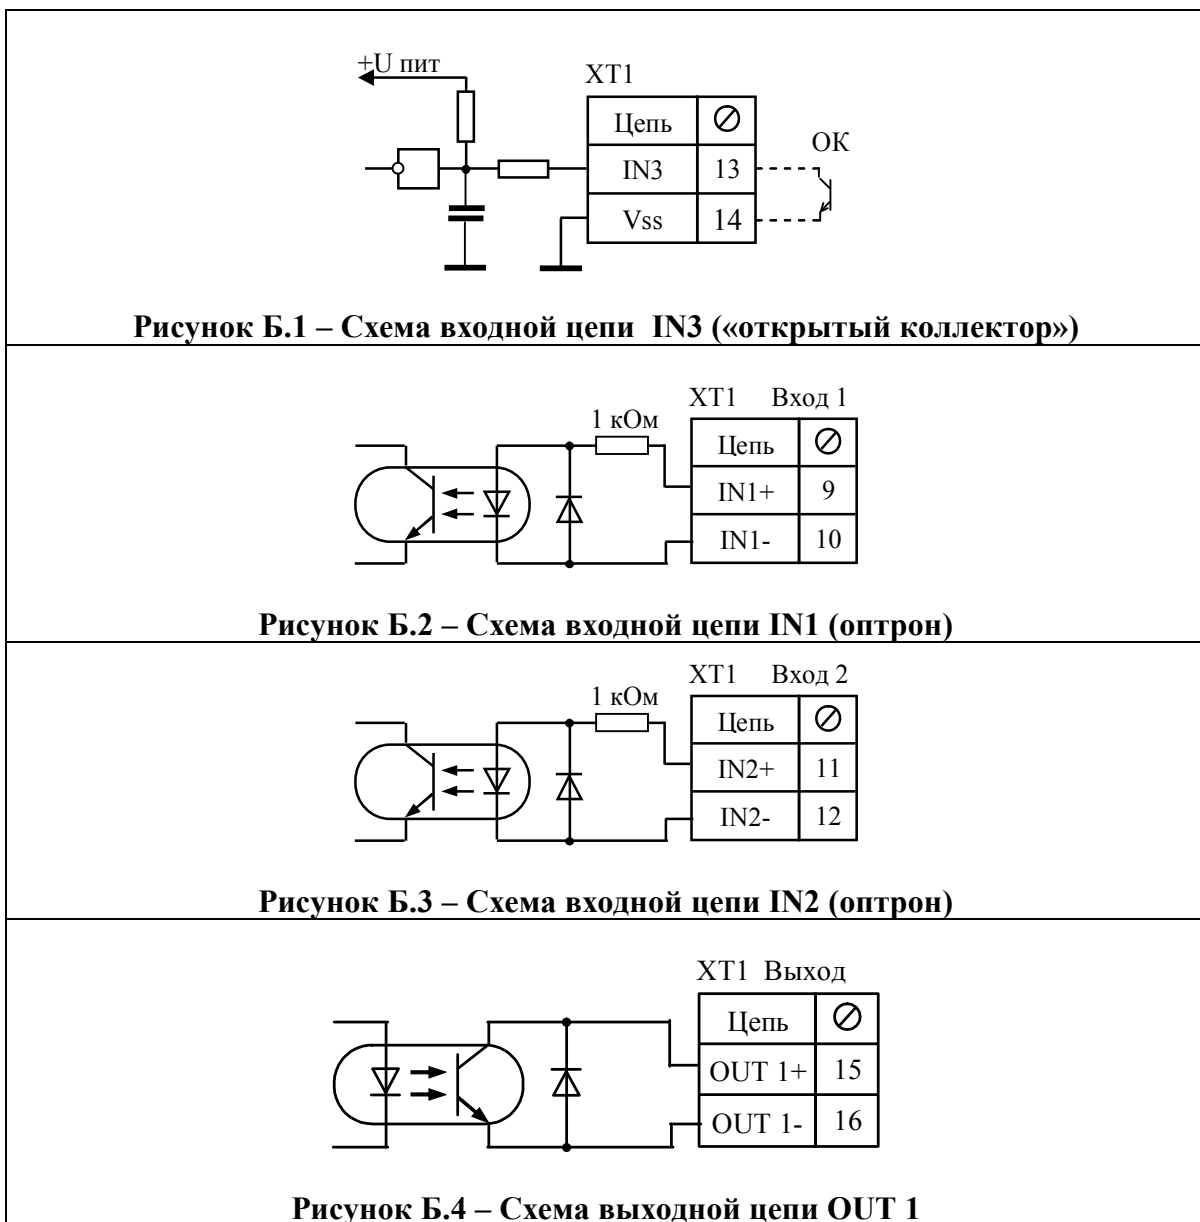 +U пит
XT1
Цепь
ОК
IN3 13
Vss 14
Рисунок Б.1 – Схема входной цепи IN3 («открытый коллектор»)
XT1 Вход 1
1 кОм
Цепь
IN1+ 9
IN1- 10
Рисунок Б.2 – Схема входной цепи IN1 (оптрон)
XT1 Вход 2
1 кОм
Цепь
IN2+ 11
IN2- 12
Рисунок Б.3 – Схема входной цепи IN2 (оптрон)
XT1 Выход
Цепь
OUT 1+ 15
OUT 1- 16
Рисунок Б.4 – Схема выходной цепи OUT 1